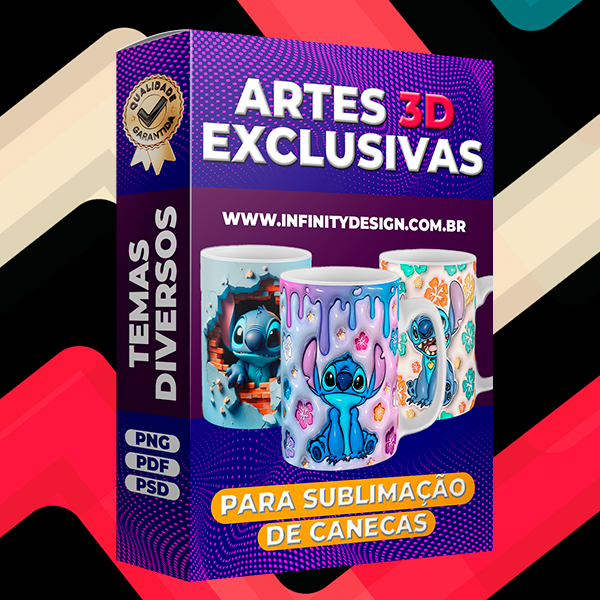 QUALIDADE
GARANTIDA
ARTES 3D
EXCLUSIVAS
WWW.INFINITYDESIGN.COM.BR
TEMAS
DIVERSOS
PNG
PDF
PSD
PARA SUBLIMAÇÃO
DE CANECAS